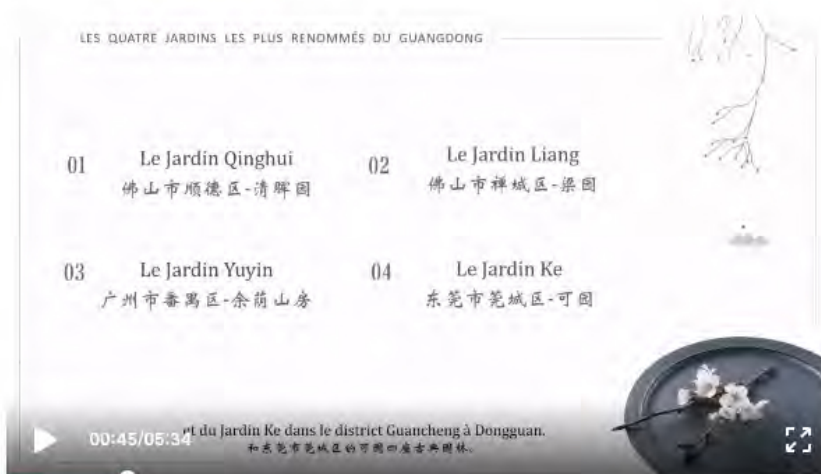 LES QUATRE JARDINS LES PLUS RENOMMÉS DU GUANGDONG
01 Le Jardin Qinghui
佛山市顺德区-清晖园
02 Le Jardin Liang
佛山市禅城区-梁园
03 Le Jardin Yuyin
广州市番禺区-余荫山房
04 Le Jardin Ke
东莞市莞城区-可园
et du Jardin Ke dans le district Guancheng à Dongguan.
和东莞市莞城区的可园四座古典园林。
00:45/05:34